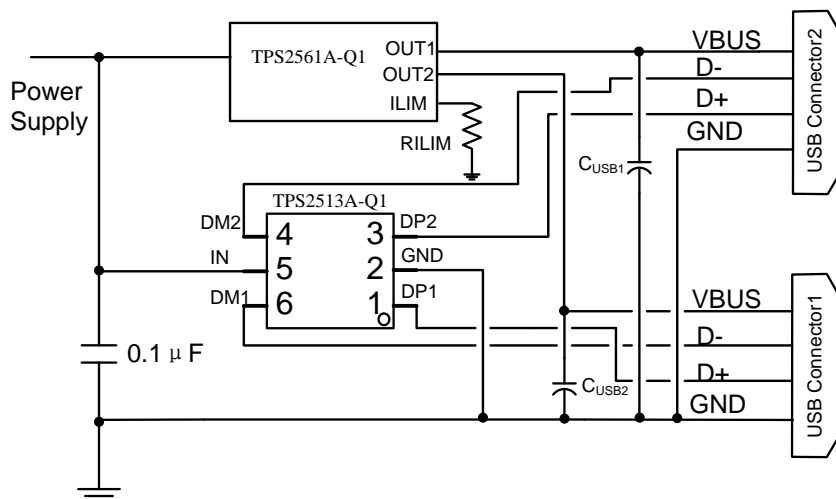 TPS2561A-Q1
OUT1
OUT2
ILIM
RILIM
Power
Supply
VBUS
D-
D+
GND
USB Connector2
CUSB1
TPS2513A-Q1
DM2
4
3
DP2
IN
5
2
GND
DM1
6
1
DP1
0.1 μF
VBUS
D-
D+
GND
USB Connector1
CUSB2